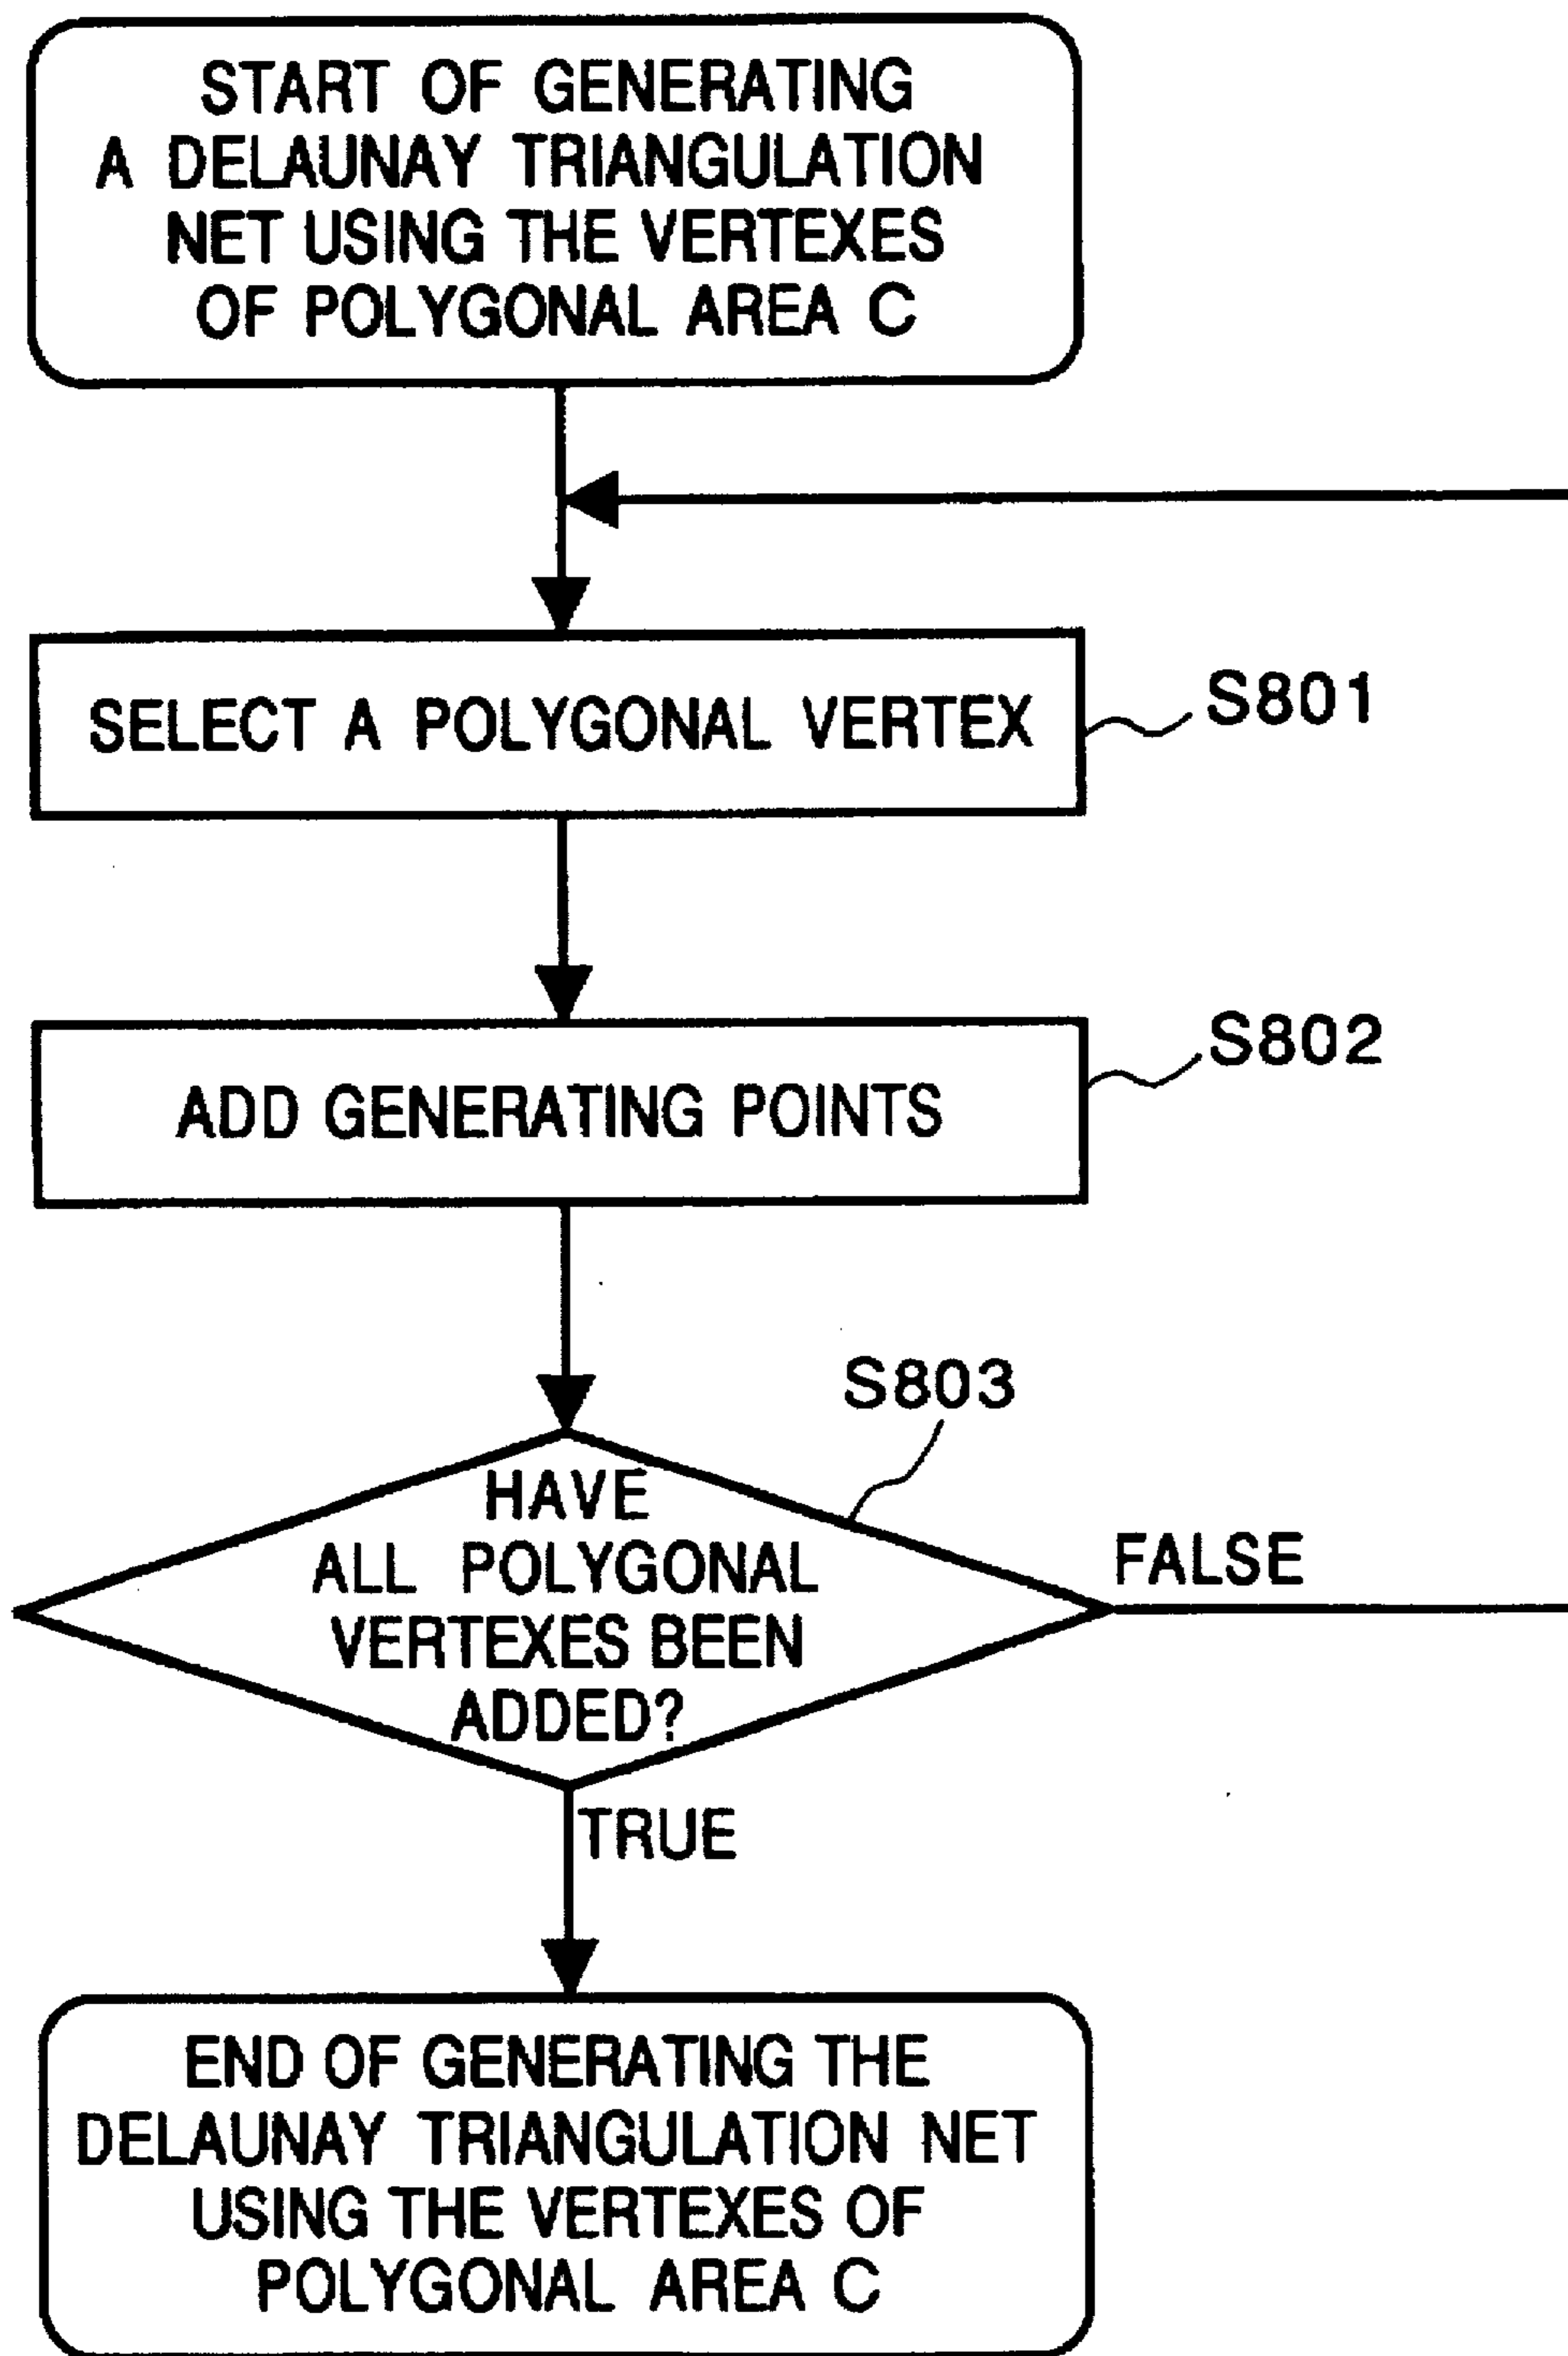 START OF GENERATING
A DELAUNAY TRIANGULATION
NET USING THE VERTEXES
OF POLYGONAL AREA C
SELECT A POLYGONAL VERTEX
S801
ADD GENERATING POINTS
S802
S803
HAVE
ALL POLYGONAL
VERTEXES BEEN
ADDED?
FALSE
TRUE
END OF GENERATING THE
DELAUNAY TRIANGULATION NET
USING THE VERTEXES OF
POLYGONAL AREA C